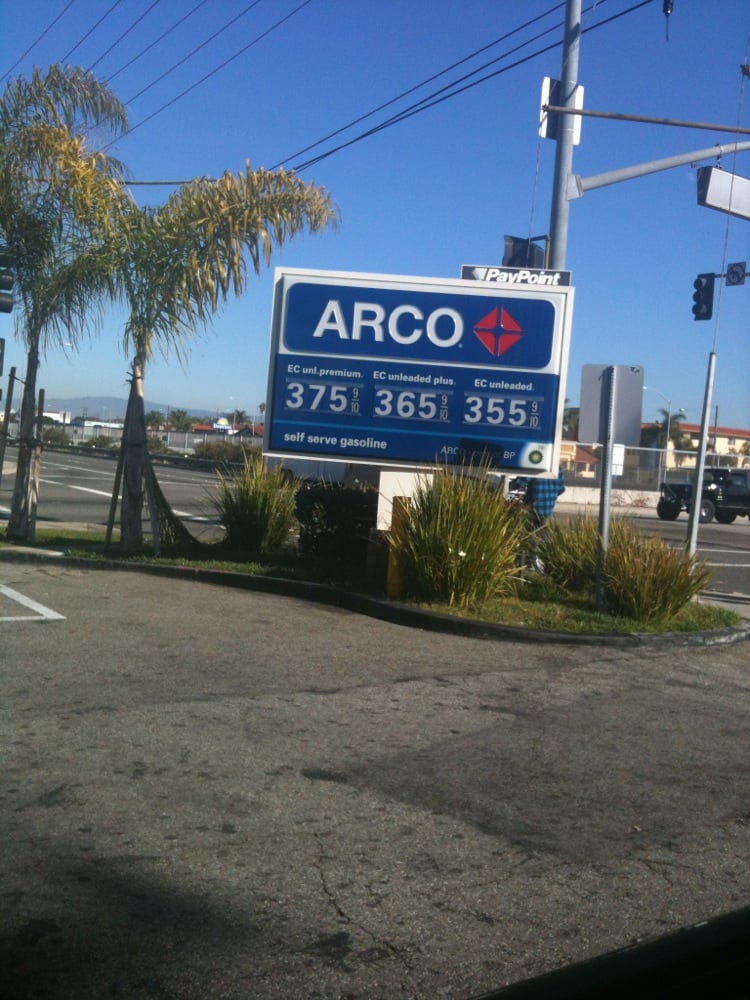 PayPoint
ARCO
EC unl.premium. EC unleaded plus. EC unleaded.
375 9/10 365 9/10 355 9/10
self serve gasoline
BP